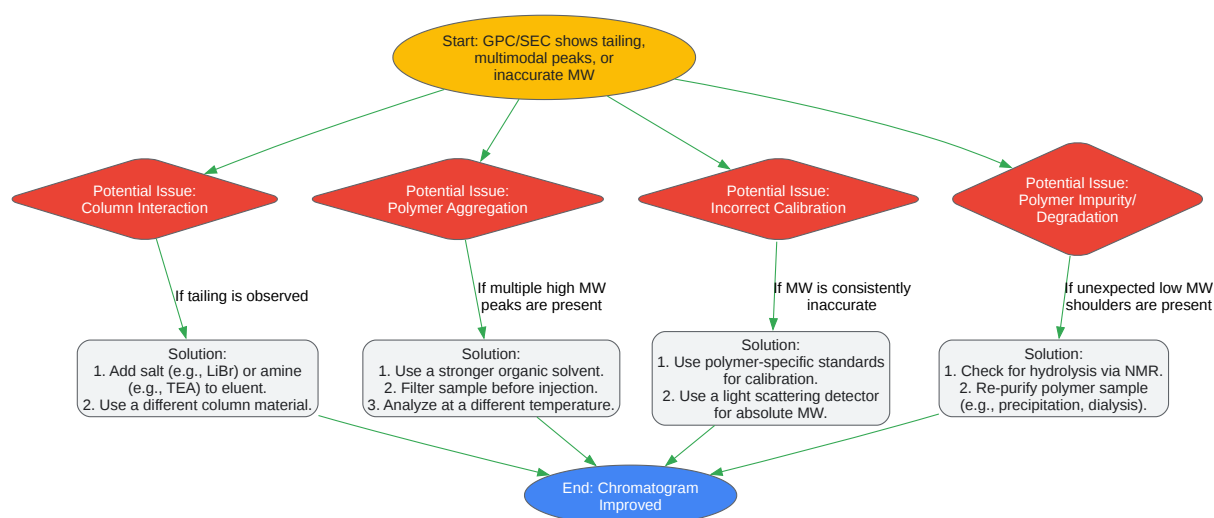 Start: GPC/SEC shows tailing,
multimodal peaks, or
inaccurate MW
Potential Issue:
Column Interaction
Potential Issue:
Polymer Aggregation
Potential Issue:
Incorrect Calibration
Potential Issue:
Polymer Impurity/
Degradation
If tailing is observed
If multiple high MW
peaks are present
If MW is consistently
inaccurate
If unexpected low MW
shoulders are present
Solution:
1. Add salt (e.g., LiBr) or amine
(e.g., TEA) to eluent.
2. Use a different column material.
Solution:
1. Use a stronger organic solvent.
2. Filter sample before injection.
3. Analyze at a different temperature.
Solution:
1. Use polymer-specific standards
for calibration.
2. Use a light scattering detector
for absolute MW.
Solution:
1. Check for hydrolysis via NMR.
2. Re-purify polymer sample
(e.g., precipitation, dialysis).
End: Chromatogram
Improved